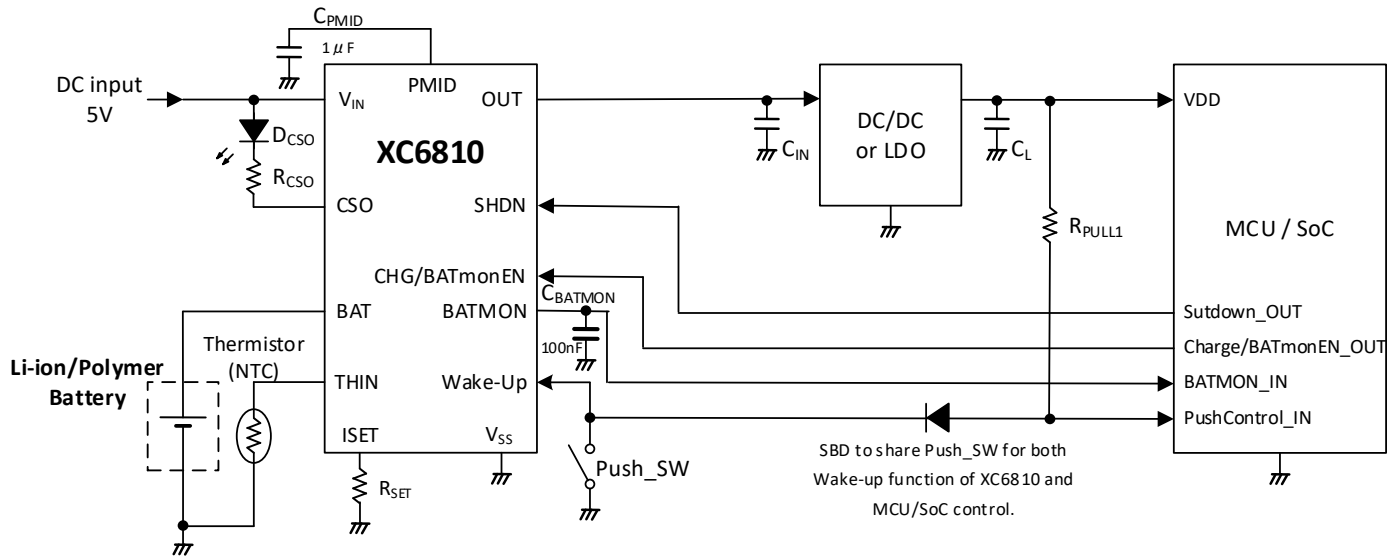 CPMID
1μF
DC input
5V
VIN
PMID
OUT
DCSO
RCSO
XC6810
CIN
DC/DC
or LDO
CL
VDD
CSO
SHDN
RPULL1
MCU / SoC
CHG/BATmonEN
CBATMON
BAT
BATMON
100nF
Sutdown_OUT
Thermistor
(NTC)
Charge/BATmonEN_OUT
Li-ion/Polymer
Battery
THIN
Wake-Up
BATMON_IN
PushControl_IN
ISET
VSS
Push_SW
RSET
SBD to share Push_SW for both
Wake-up function of XC6810 and
MCU/SoC control.